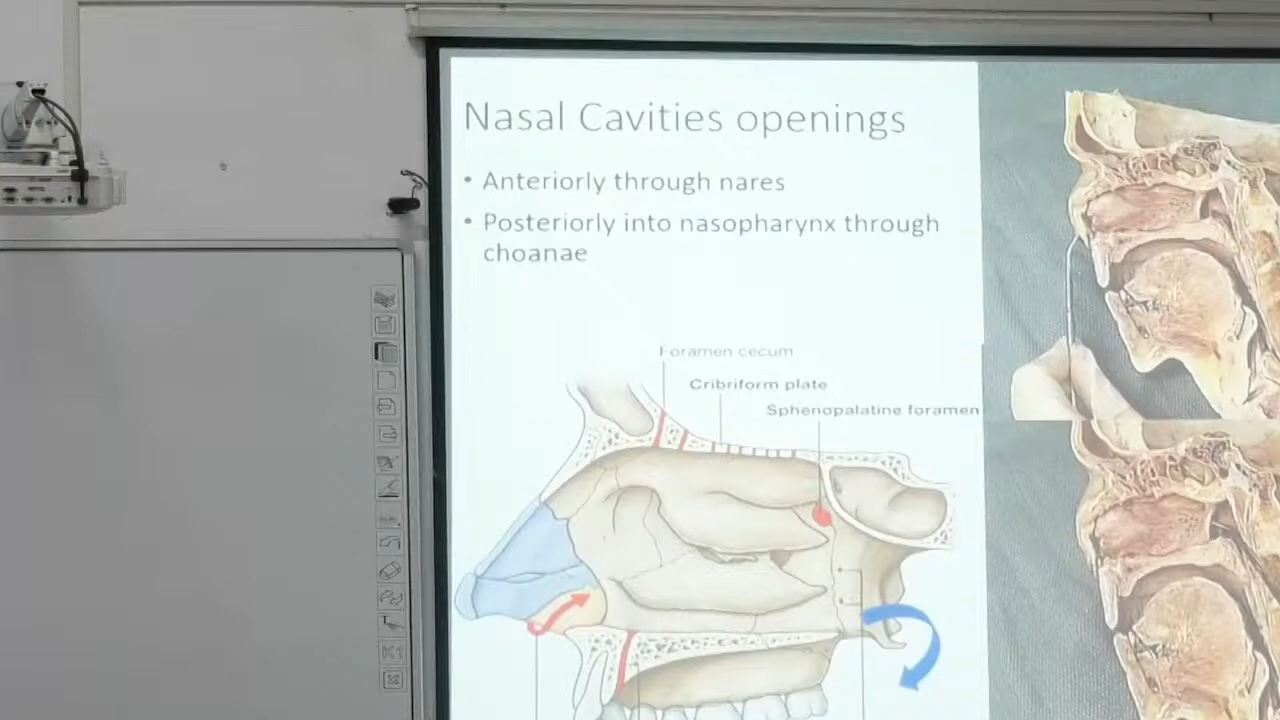 Nasal Cavities openings
• Anteriorly through nares
• Posteriorly into nasopharynx through
choanae
Foramen cecum
Cribriform plate
Sphenopalatine foramen